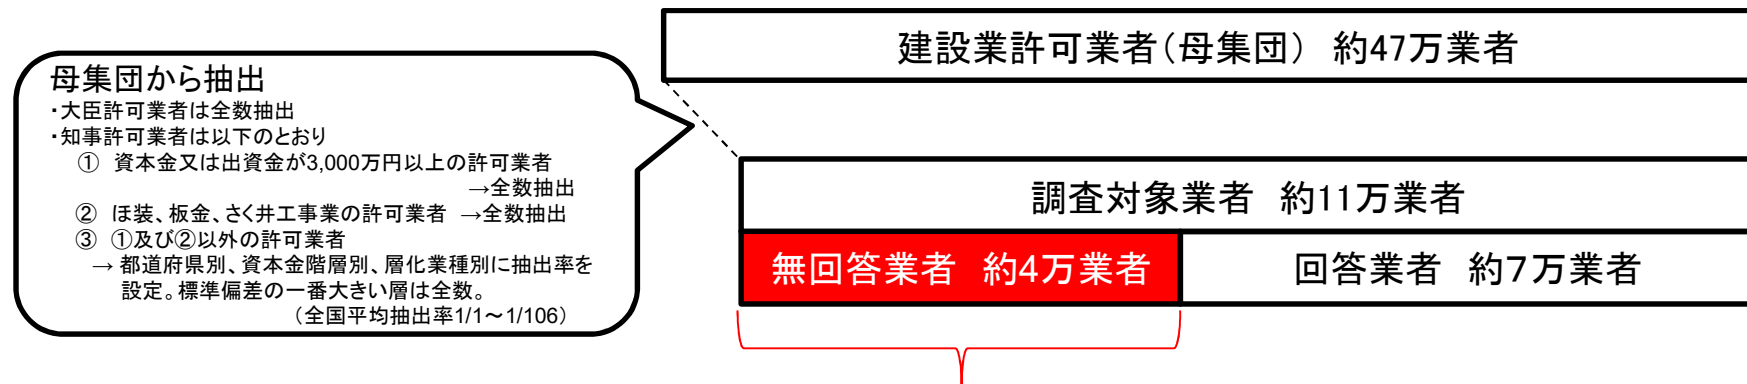 建設業許可業者(母集団) 約47万業者
母集団から抽出
・大臣許可業者は全数抽出
・知事許可業者は以下のとおり
① 資本金又は出資金が3,000万円以上の許可業者
→全数抽出
② ほ装、板金、さく井工事業の許可業者 →全数抽出
③ ①及び②以外の許可業者
→ 都道府県別、資本金階層別、層化業種別に抽出率を
設定。標準偏差の一番大きい層は全数。
(全国平均抽出率1/1～1/106)
調査対象業者 約11万業者
無回答業者 約4万業者
回答業者 約7万業者